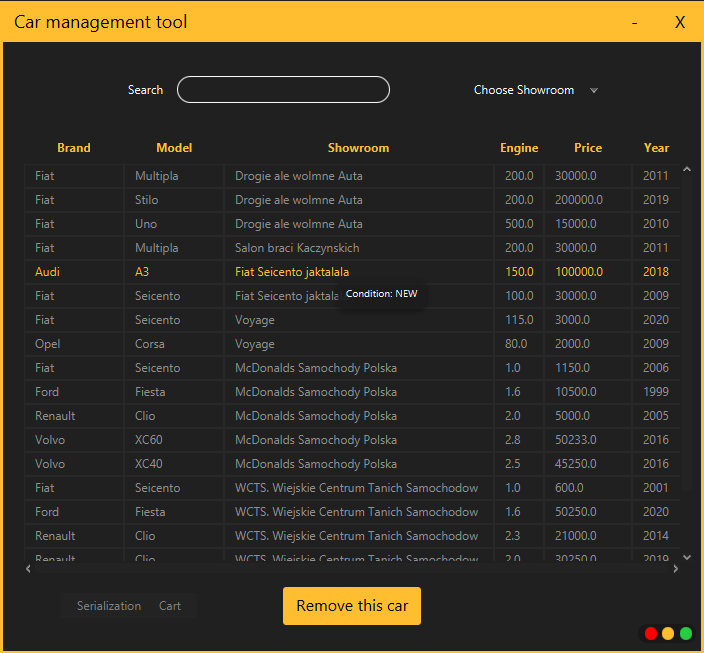 Car management tool - X
Search Choose Showroom
Brand Model Showroom Engine Price Year
Fiat Multipla Drogie ale wolmne Auta 200.0 30000.0 2011
Fiat Stilo Drogie ale wolmne Auta 200.0 200000.0 2019
Fiat Uno Drogie ale wolmne Auta 500.0 15000.0 2010
Fiat Multipla Salon braci Kaczynskich 200.0 30000.0 2011
Audi A3 Fiat Seicento jaktalala 150.0 100000.0 2018
Fiat Seicento Fiat Seicento jaktala 100.0 30000.0 2009
Condition: NEW
Fiat Seicento Voyage 115.0 3000.0 2020
Opel Corsa Voyage 80.0 2000.0 2009
Fiat Seicento McDonalds Samochody Polska 1.0 1150.0 2006
Ford Fiesta McDonalds Samochody Polska 1.6 10500.0 1999
Renault Clio McDonalds Samochody Polska 2.0 5000.0 2005
Volvo XC60 McDonalds Samochody Polska 2.8 50233.0 2016
Volvo XC40 McDonalds Samochody Polska 2.5 45250.0 2016
Fiat Seicento WCTS. Wiejskie Centrum Tanich Samochodow 1.0 600.0 2001
Ford Fiesta WCTS. Wiejskie Centrum Tanich Samochodow 1.6 50250.0 2020
Renault Clio WCTS. Wiejskie Centrum Tanich Samochodow 2.3 21000.0 2014
Renault Clio WCTS. Wiejskie Centrum Tanich Samochodow 2.0 30250.0 2019
Serialization Cart Remove this car